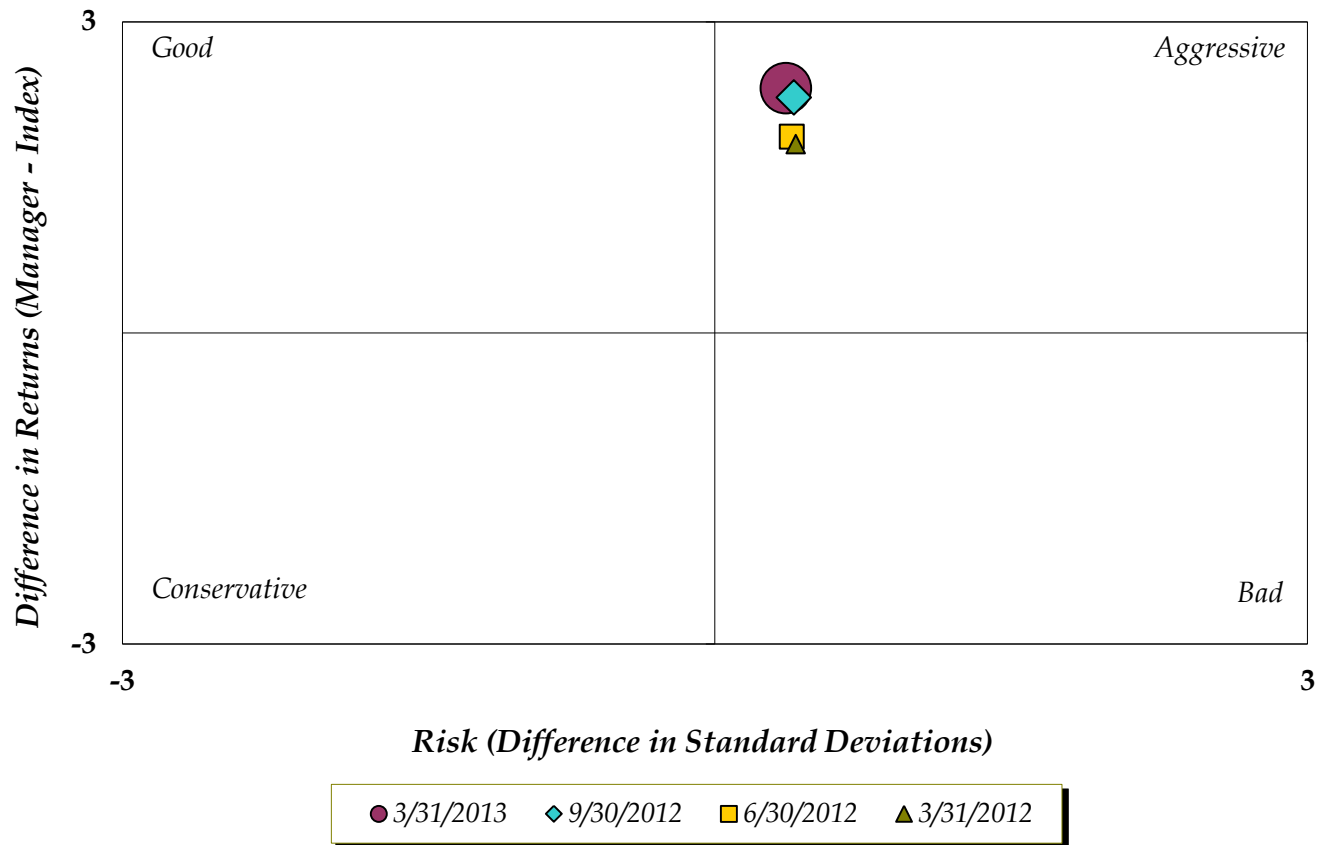 3
Good
Aggressive
Difference in Returns (Manager - Index)
Conservative
Bad
-3
-3
3
Risk (Difference in Standard Deviations)
3/31/2013 9/30/2012 6/30/2012 3/31/2012